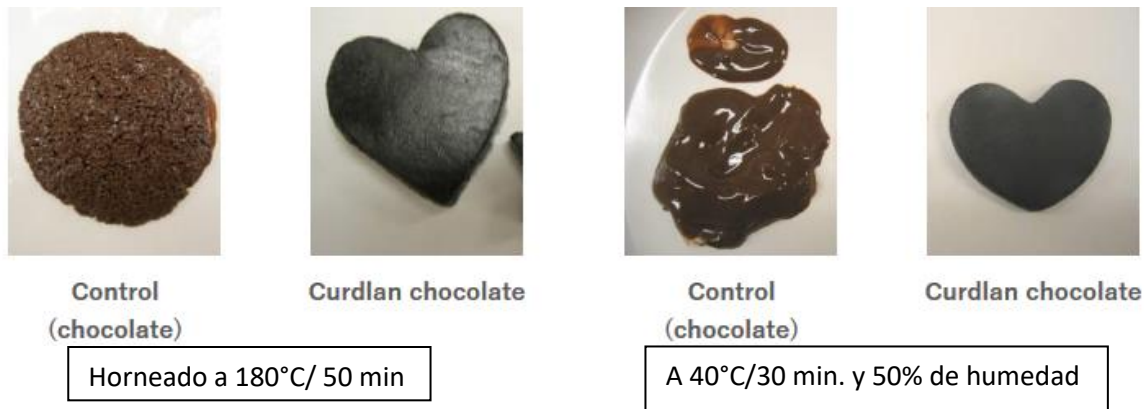 Control
(chocolate)
Curdlan chocolate
Control
(chocolate)
Curdlan chocolate
Horneado a 180°C/ 50 min
A 40°C/30 min. y 50% de humedad